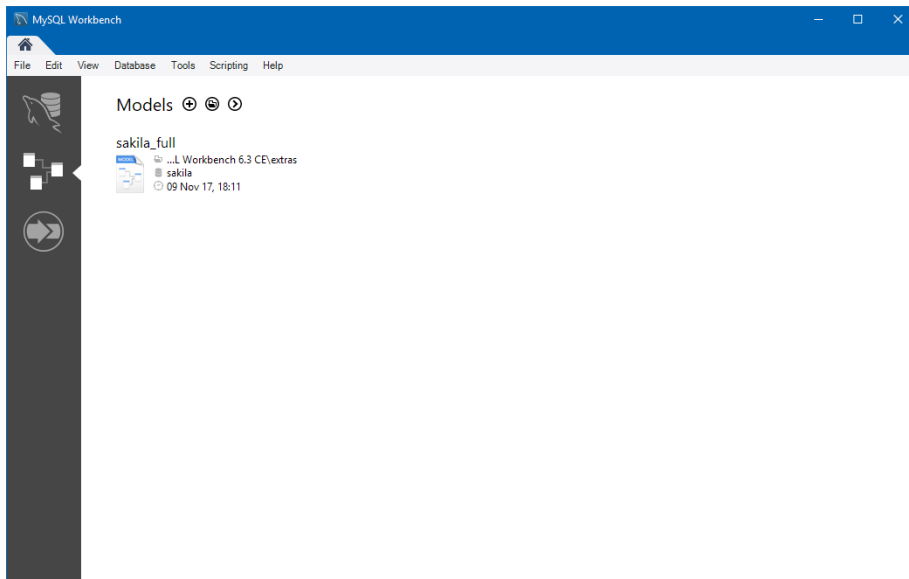 MySQL Workbench
File Edit View Database Tools Scripting Help
Models
sakila_full
MODEL
...L Workbench 6.3 CE\extras
sakila
09 Nov 17, 18:11